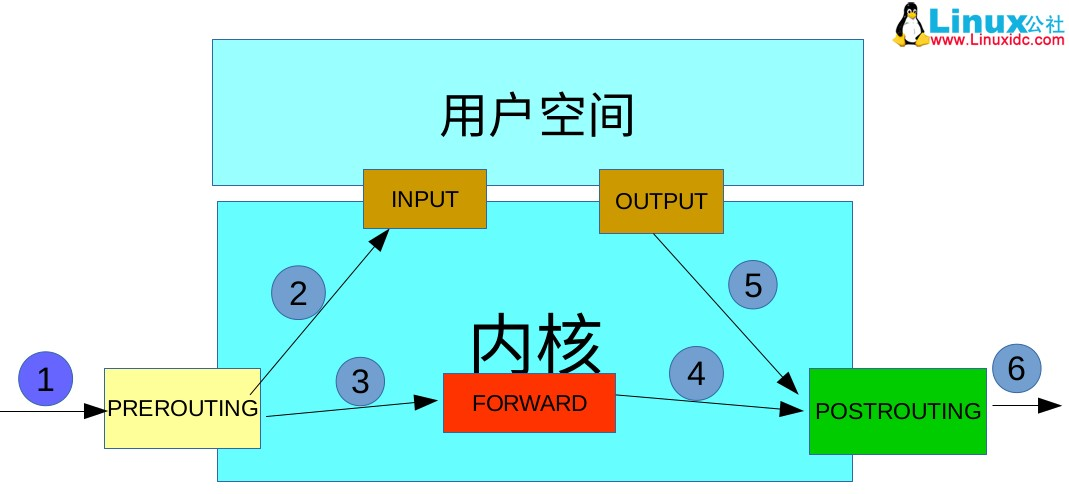 Linux公社
www.Linuxidc.com
用户空间
INPUT
OUTPUT
2
5
内核
1
3
4
6
PREROUTING
FORWARD
POSTROUTING